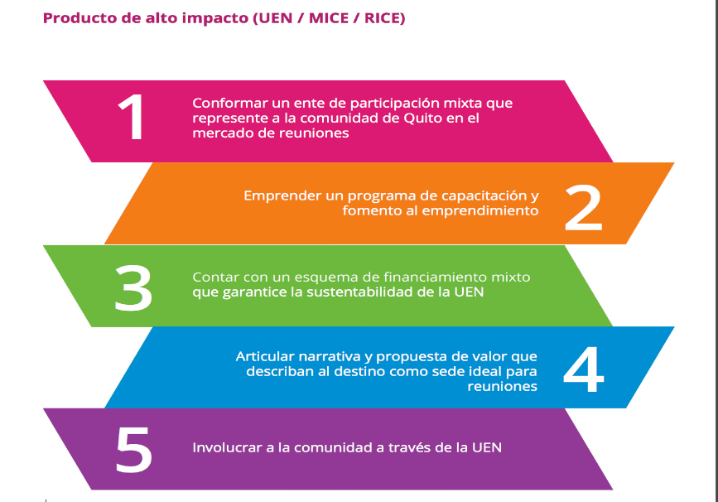 Producto de alto impacto (UEN / MICE / RICE)
1
Conformar un ente de participación mixta que
represente a la comunidad de Quito en el
mercado de reuniones
Emprender un programa de capacitación y
fomento al emprendimiento
2
3
Contar con un esquema de financiamiento mixto
que garantice la sustentabilidad de la UEN
Articular narrativa y propuesta de valor que
describan al destino como sede ideal para
reuniones
4
5
Involucrar a la comunidad a través de la UEN